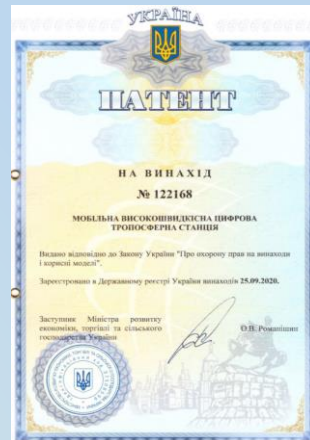 УКРАЇНА
ПАТЕНТ
НА ВИНАХІД
№ 122168
МОБІЛЬНА ВИСОКОШВИДКІСНА ЦИФРОВА
ТРОПОСФЕРНА СТАНЦІЯ
Видано відповідно до Закону України "Про охорону прав на винаходи
і корисні моделі".
Зареєстровано в Державному реєстрі України винаходів 25.09.2020.
Заступник Міністра розвитку
економіки, торгівлі та сільського
господарства України
О.В. Романішин